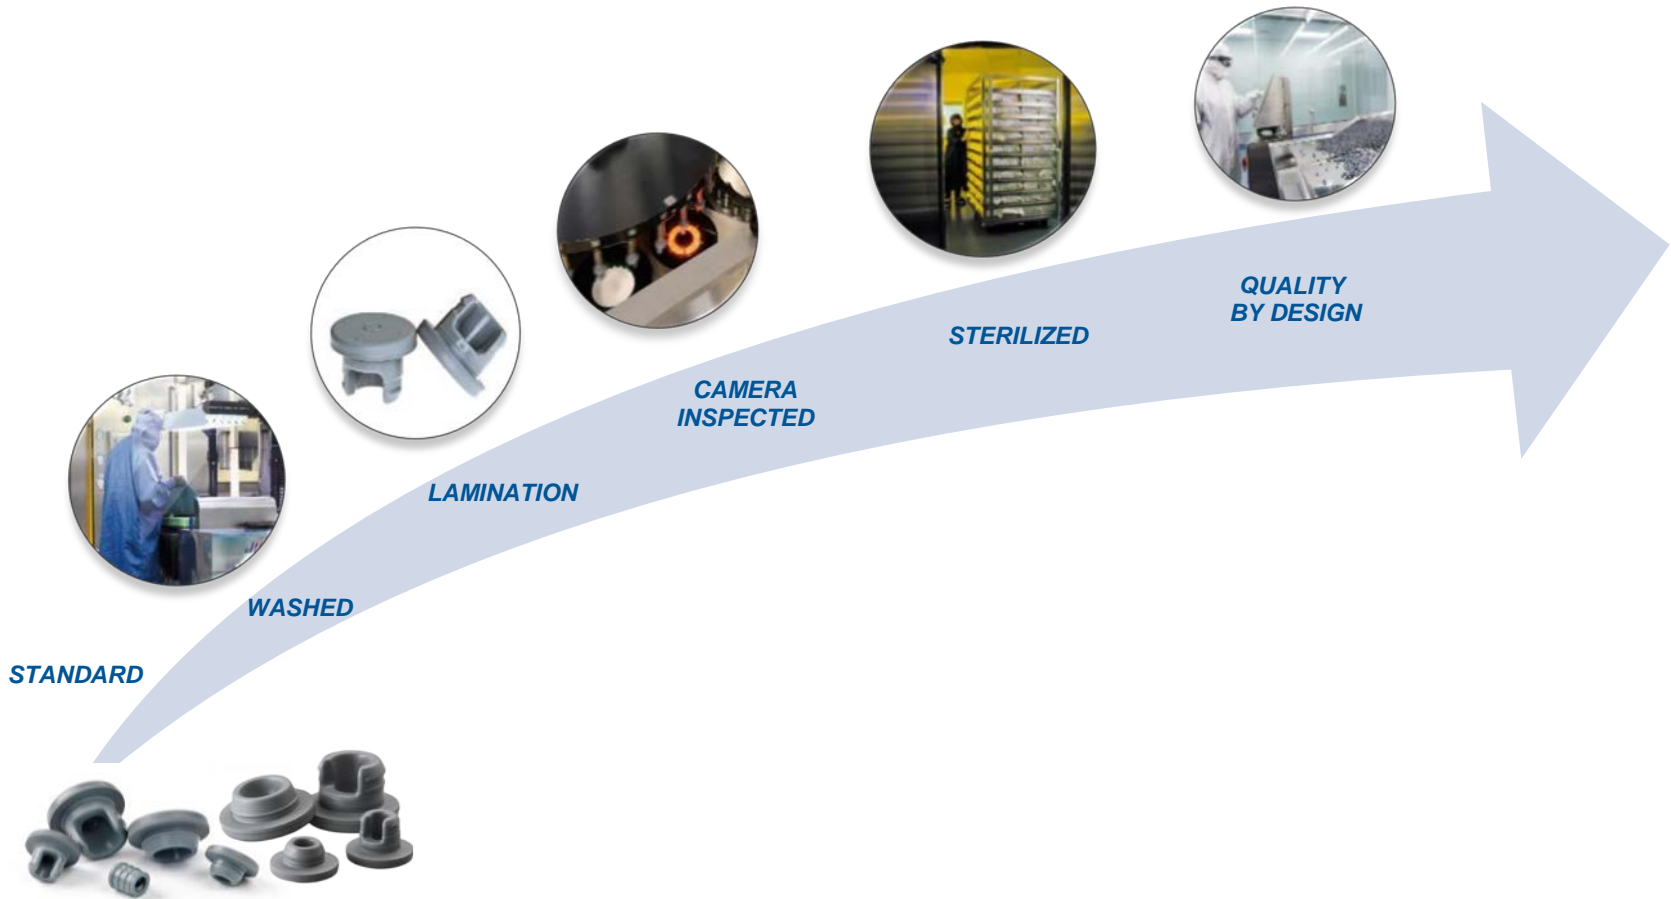 STANDARD
WASHED
LAMINATION
CAMERA
INSPECTED
STERILIZED
QUALITY
BY DESIGN